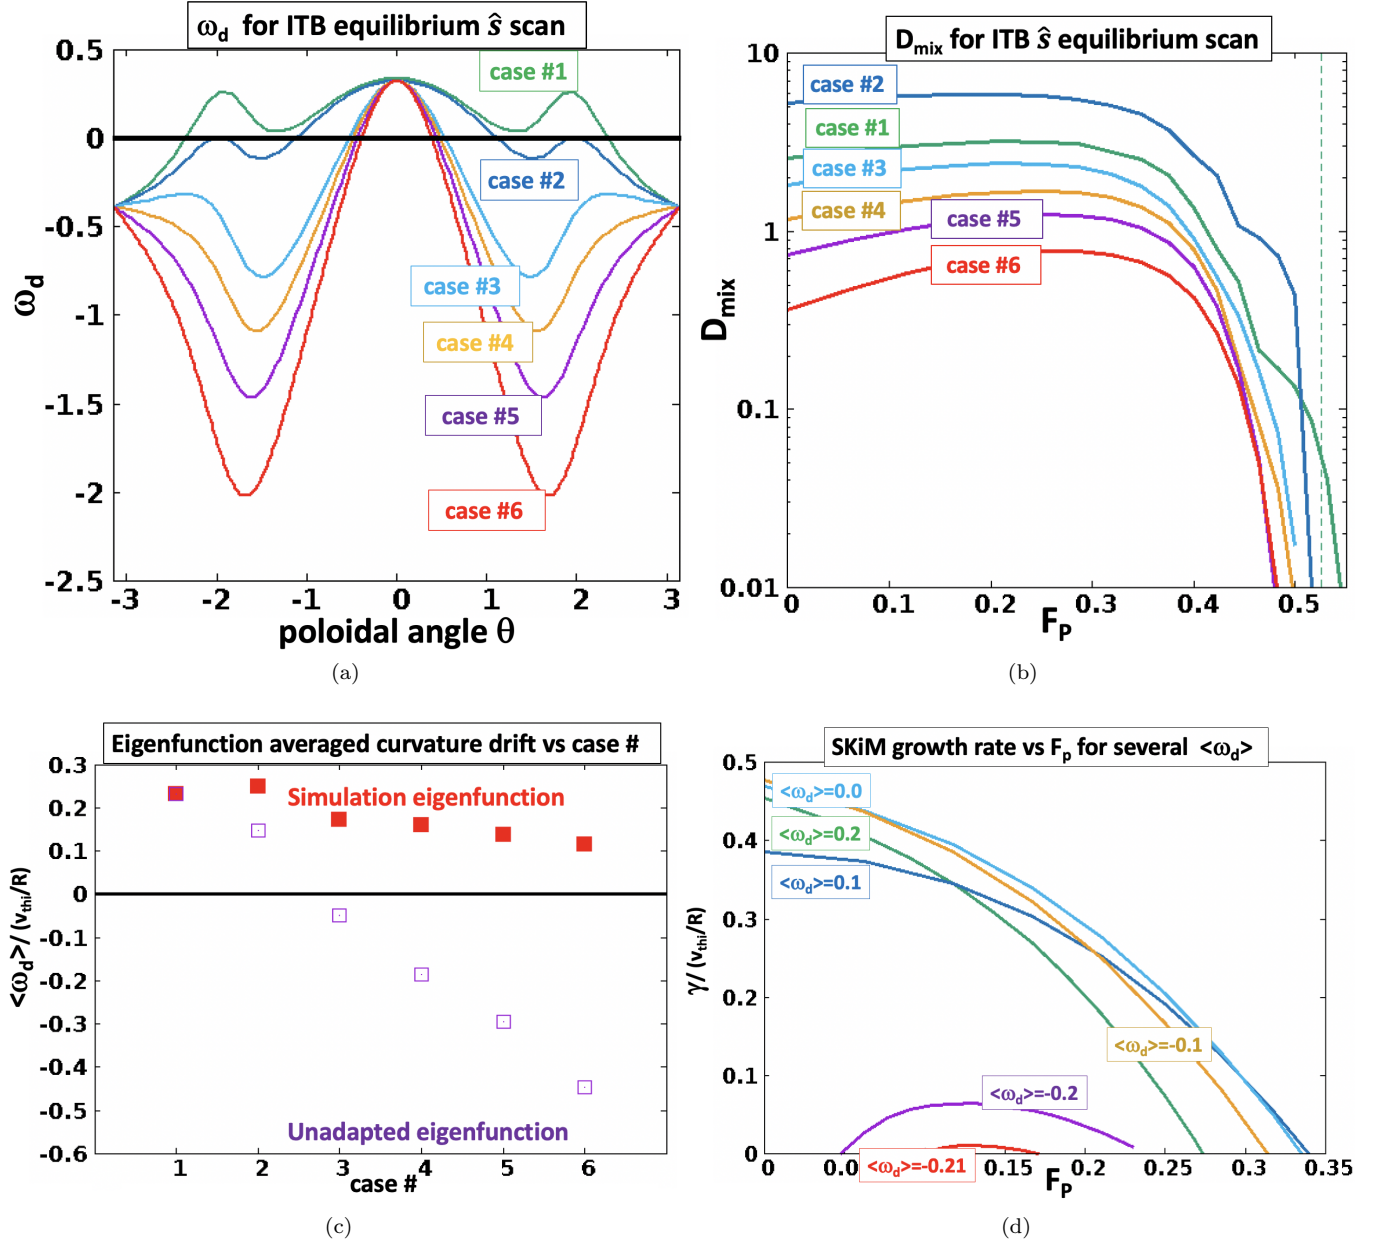 ω_d for ITB equilibrium ŝ scan
0.5
0
-0.5
-1
-1.5
-2
-2.5
ω_d
case #1
case #2
case #3
case #4
case #5
case #6
-3 -2 -1 0 1 2 3
poloidal angle θ
(a)
D_mix for ITB ŝ equilibrium scan
10
1
0.1
0.01
D_mix
case #2
case #1
case #3
case #4
case #5
case #6
0 0.1 0.2 0.3 0.4 0.5
F_P
(b)
Eigenfunction averaged curvature drift vs case #
0.3
0.2
0.1
0
-0.1
-0.2
-0.3
-0.4
-0.5
-0.6
<ω_d>/(v_thi/R)
Simulation eigenfunction
Unadapted eigenfunction
1 2 3 4 5 6
case #
(c)
SKiM growth rate vs F_p for several <ω_d>
0.5
0.4
0.3
0.2
0.1
0
γ/(v_thi/R)
<ω_d>=0.0
<ω_d>=0.2
<ω_d>=0.1
<ω_d>=-0.1
<ω_d>=-0.2
<ω_d>=-0.21
0 0.0 0.15 0.2 0.25 0.3 0.35
F_P
(d)